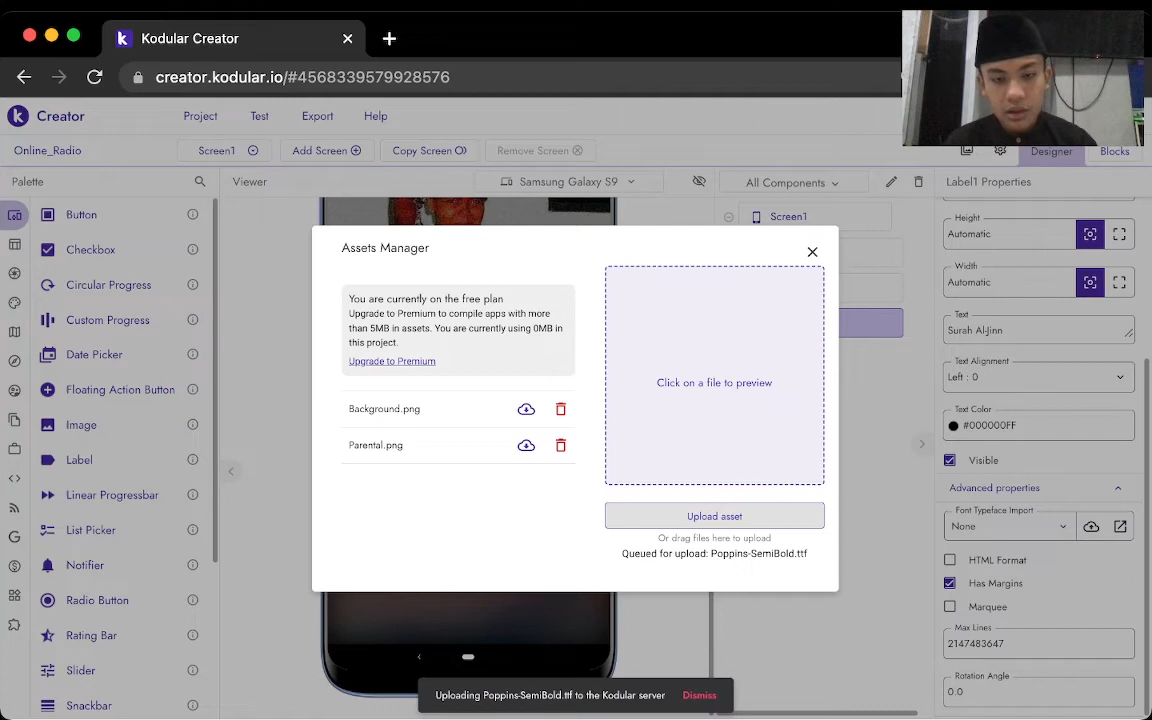 Kodular Creator
creator.kodular.io/#4568339579928576
Creator
Project
Test
Export
Help
Online_Radio
Screen1
Add Screen
Copy Screen
Remove Screen
Designer
Blocks
Palette
Viewer
Samsung Galaxy S9
All Components
Label1 Properties
Button
Checkbox
Circular Progress
Custom Progress
Date Picker
Floating Action Button
Image
Label
Linear Progressbar
List Picker
Notifier
Radio Button
Rating Bar
Slider
Snackbar
Screen1
Assets Manager
You are currently on the free plan
Upgrade to Premium to compile apps with more
than 5MB in assets. You are currently using 0MB in
this project.
Upgrade to Premium
Background.png
Parental.png
Click on a file to preview
Upload asset
Or drag files here to upload
Queued for upload: Poppins-SemiBold.ttf
Uploading Poppins-SemiBold.ttf to the Kodular server
Dismiss
Height
Automatic
Width
Automatic
Text
Surah Al-Jinn
Text Alignment
Left : 0
Text Color
#000000FF
Visible
Advanced properties
Font Typeface Import
None
HTML Format
Has Margins
Marquee
Max Lines
2147483647
Rotation Angle
0.0